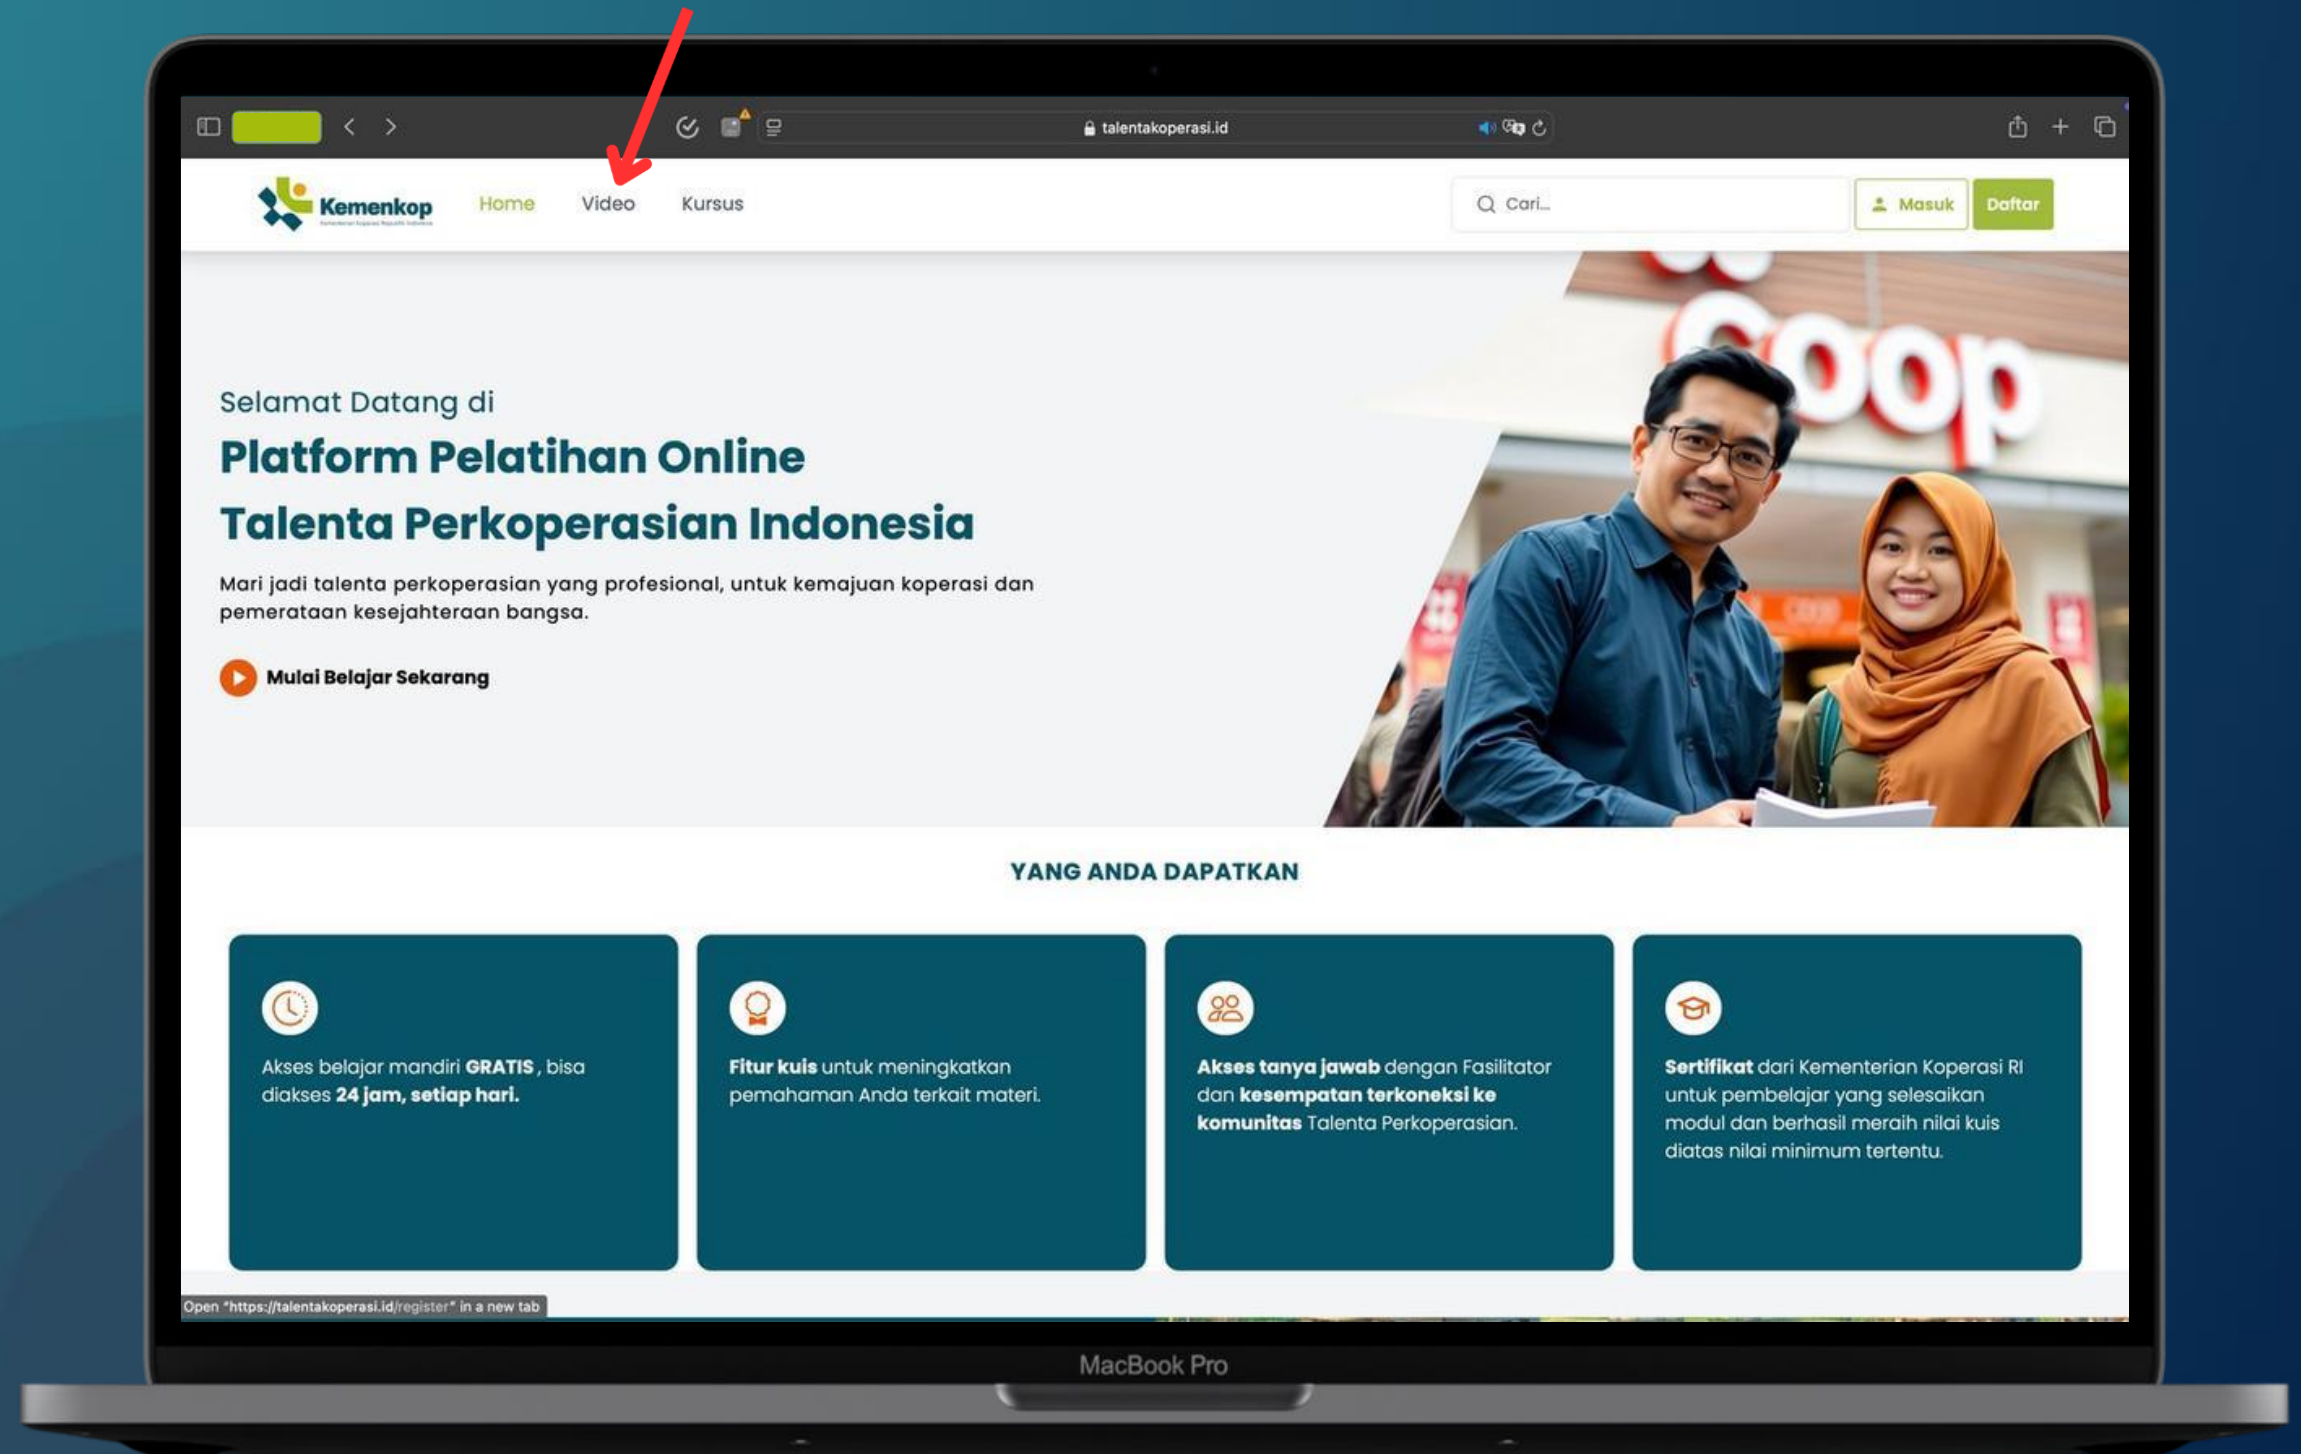 talentakoperasi.id
Kemenkop
Home
Video
Kursus
Cari...
Masuk
Daftar
Coop
Selamat Datang di
Platform Pelatihan Online
Talenta Perkoperasian Indonesia
Mari jadi talenta perkoperasian yang profesional, untuk kemajuan koperasi dan
pemerataan kesejahteraan bangsa.
Mulai Belajar Sekarang
YANG ANDA DAPATKAN
Akses belajar mandiri GRATIS , bisa
diakses 24 jam, setiap hari.
Fitur kuis untuk meningkatkan
pemahaman Anda terkait materi.
Akses tanya jawab dengan Fasilitator
dan kesempatan terkoneksi ke
komunitas Talenta Perkoperasian.
Sertifikat dari Kementerian Koperasi RI
untuk pembelajar yang selesaikan
modul dan berhasil meraih nilai kuis
diatas nilai minimum tertentu.
Open "https://talentakoperasi.id/register" in a new tab
MacBook Pro